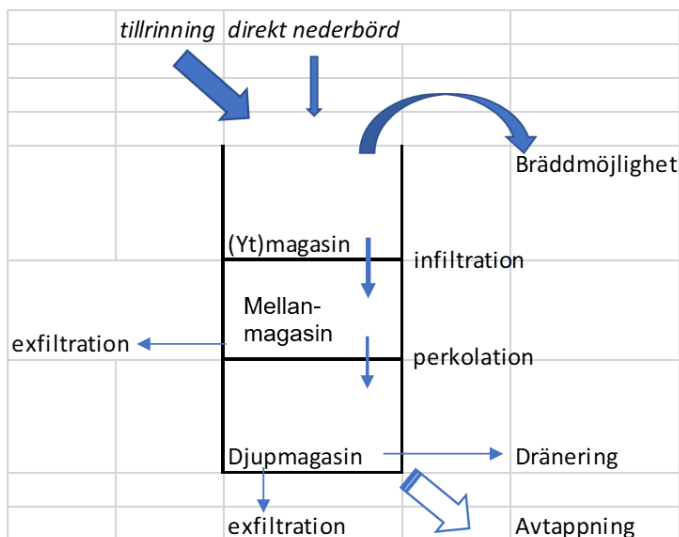 tillrinning
direkt nederbörd
Bräddmöjlighet
(Yt)magasin
infiltration
Mellan-
magasin
exfiltration
perkolation
Djupmagasin
Dränering
exfiltration
Avtappning